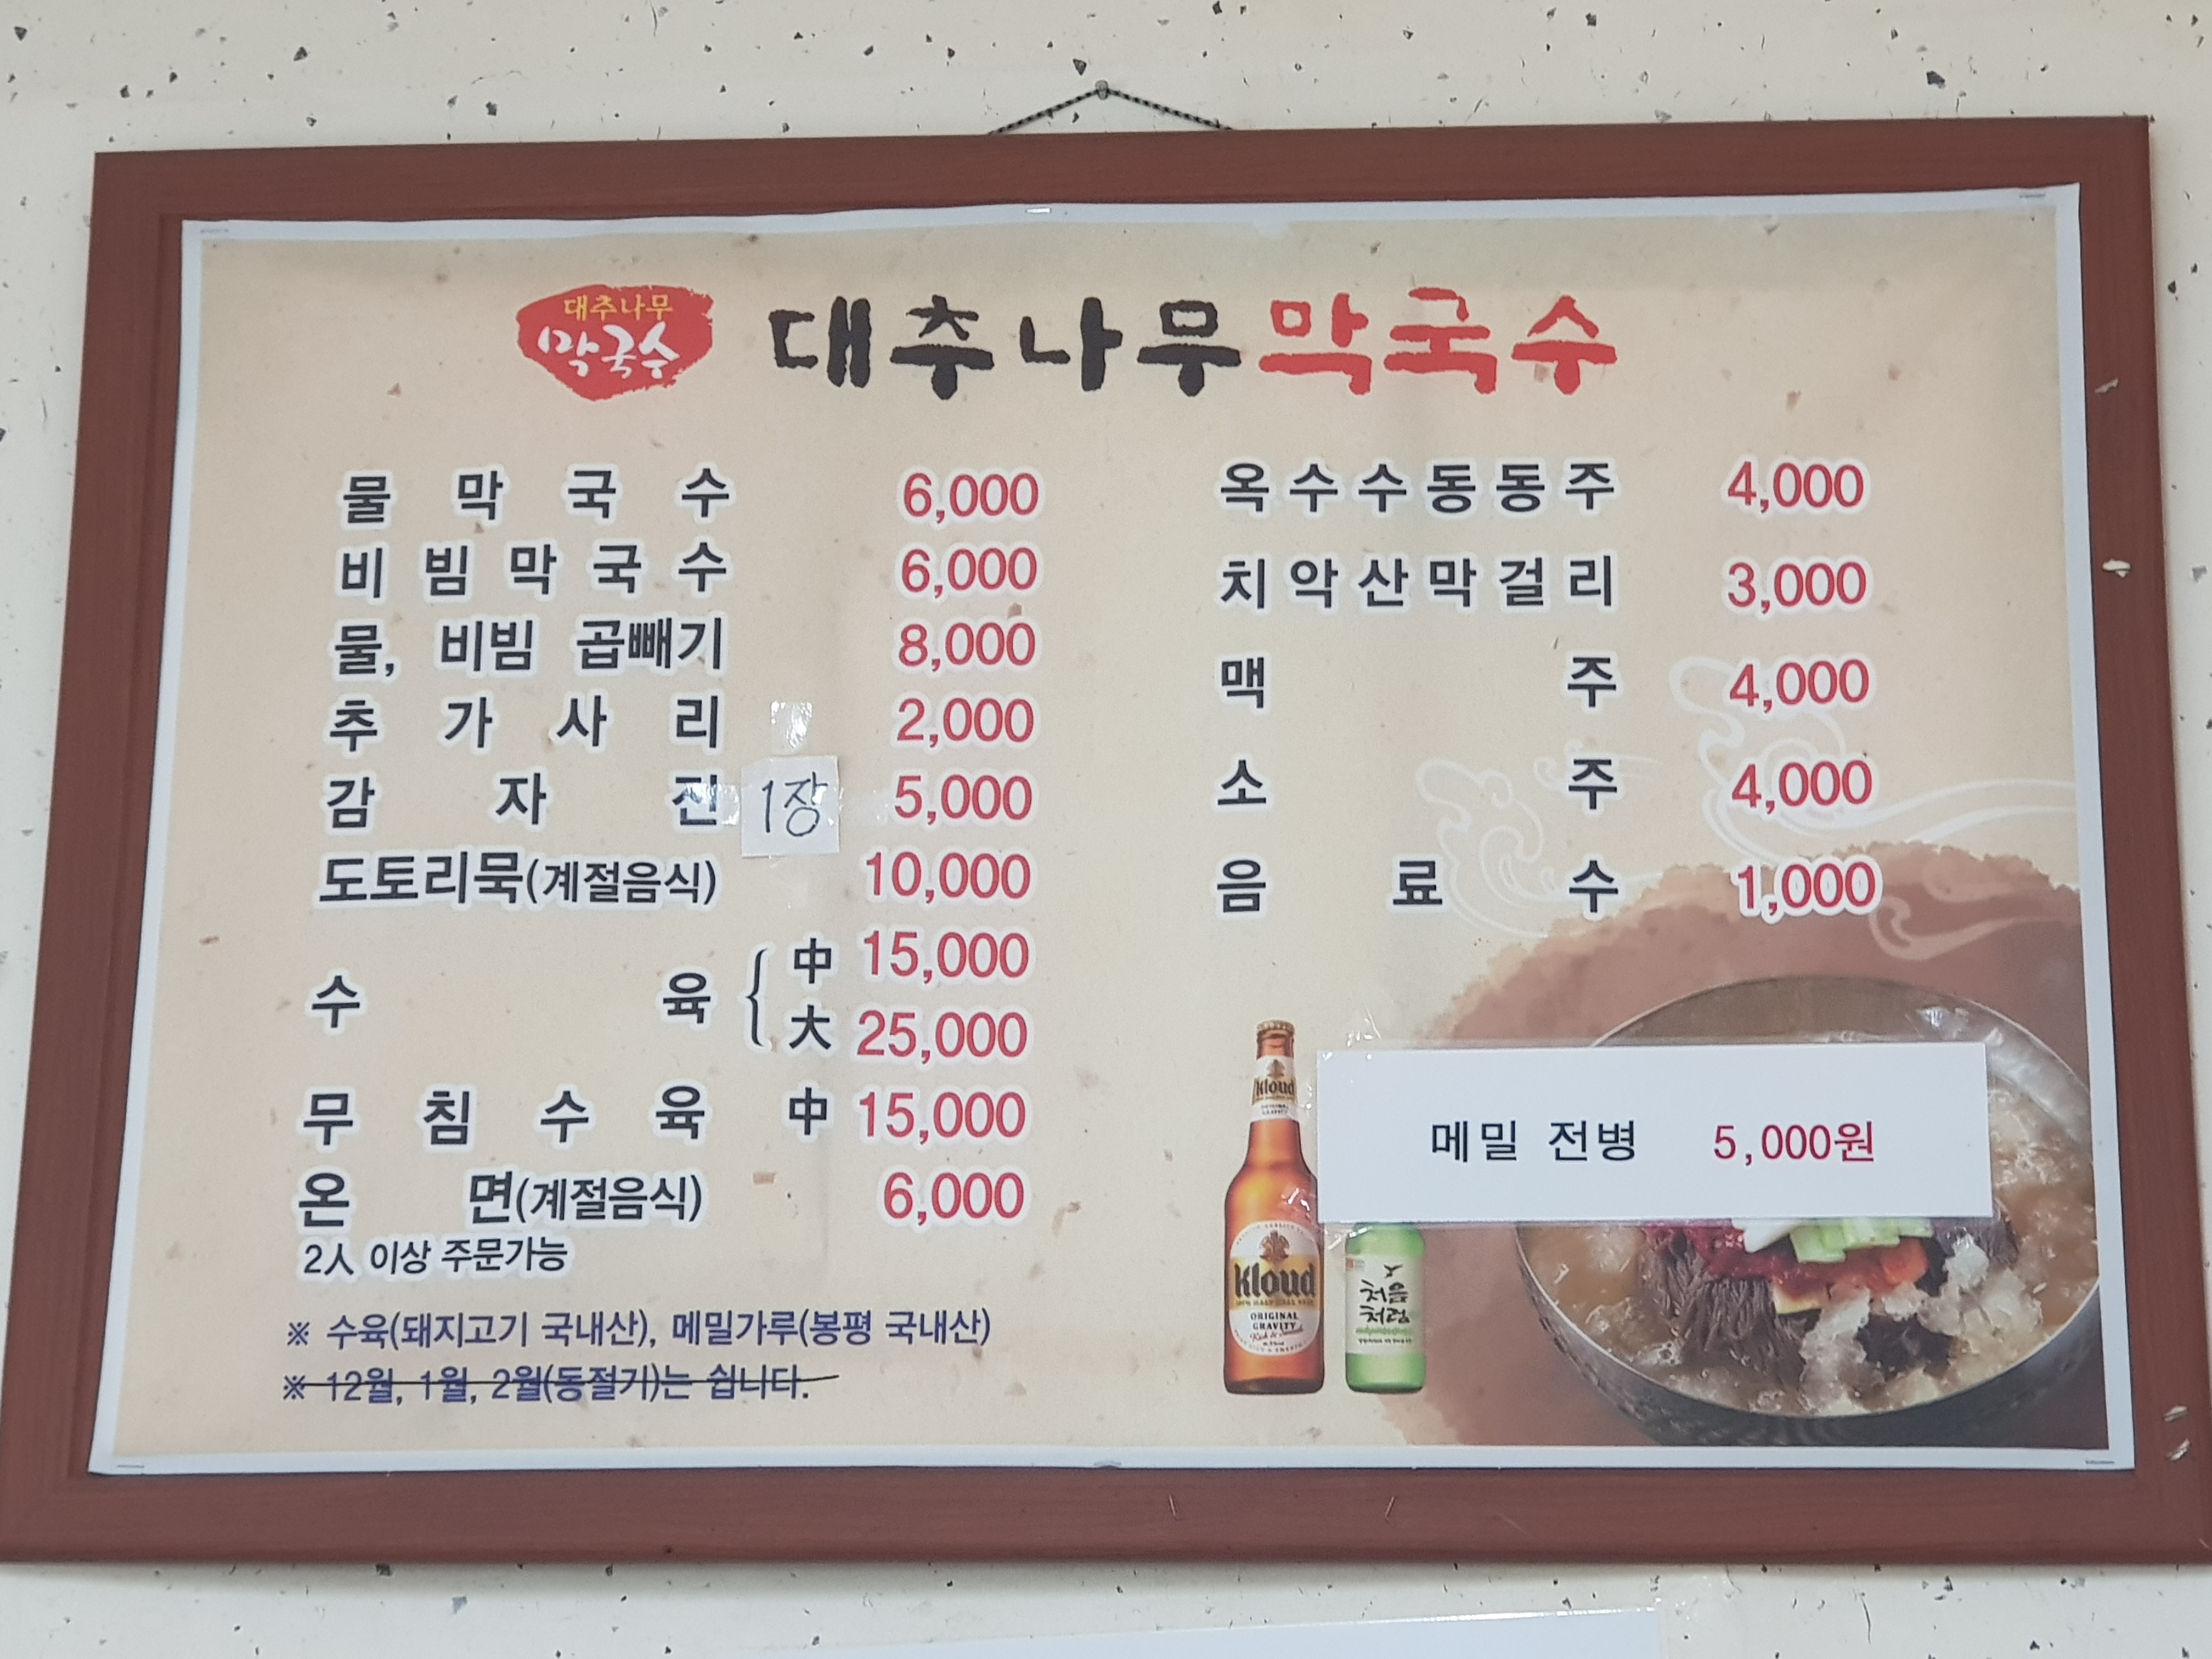 대추나무
막국수
대추나무막국수
물막국수 6,000
비빔막국수 6,000
물, 비빔 곱빼기 8,000
추가사리 2,000
감자전 1장 5,000
도토리묵(계절음식) 10,000
수육 { 中 15,000
大 25,000
무침수육 中 15,000
온면(계절음식) 6,000
2人 이상 주문가능
※ 수육(돼지고기 국내산), 메밀가루(봉평 국내산)
※ 12월, 1월, 2월(동절기)는 쉽니다.
옥수수동동주 4,000
치악산막걸리 3,000
맥주 4,000
소주 4,000
음료수 1,000
메밀 전병 5,000원
Kloud
Kloud
ORIGINAL
GRAVITY
처음
처럼